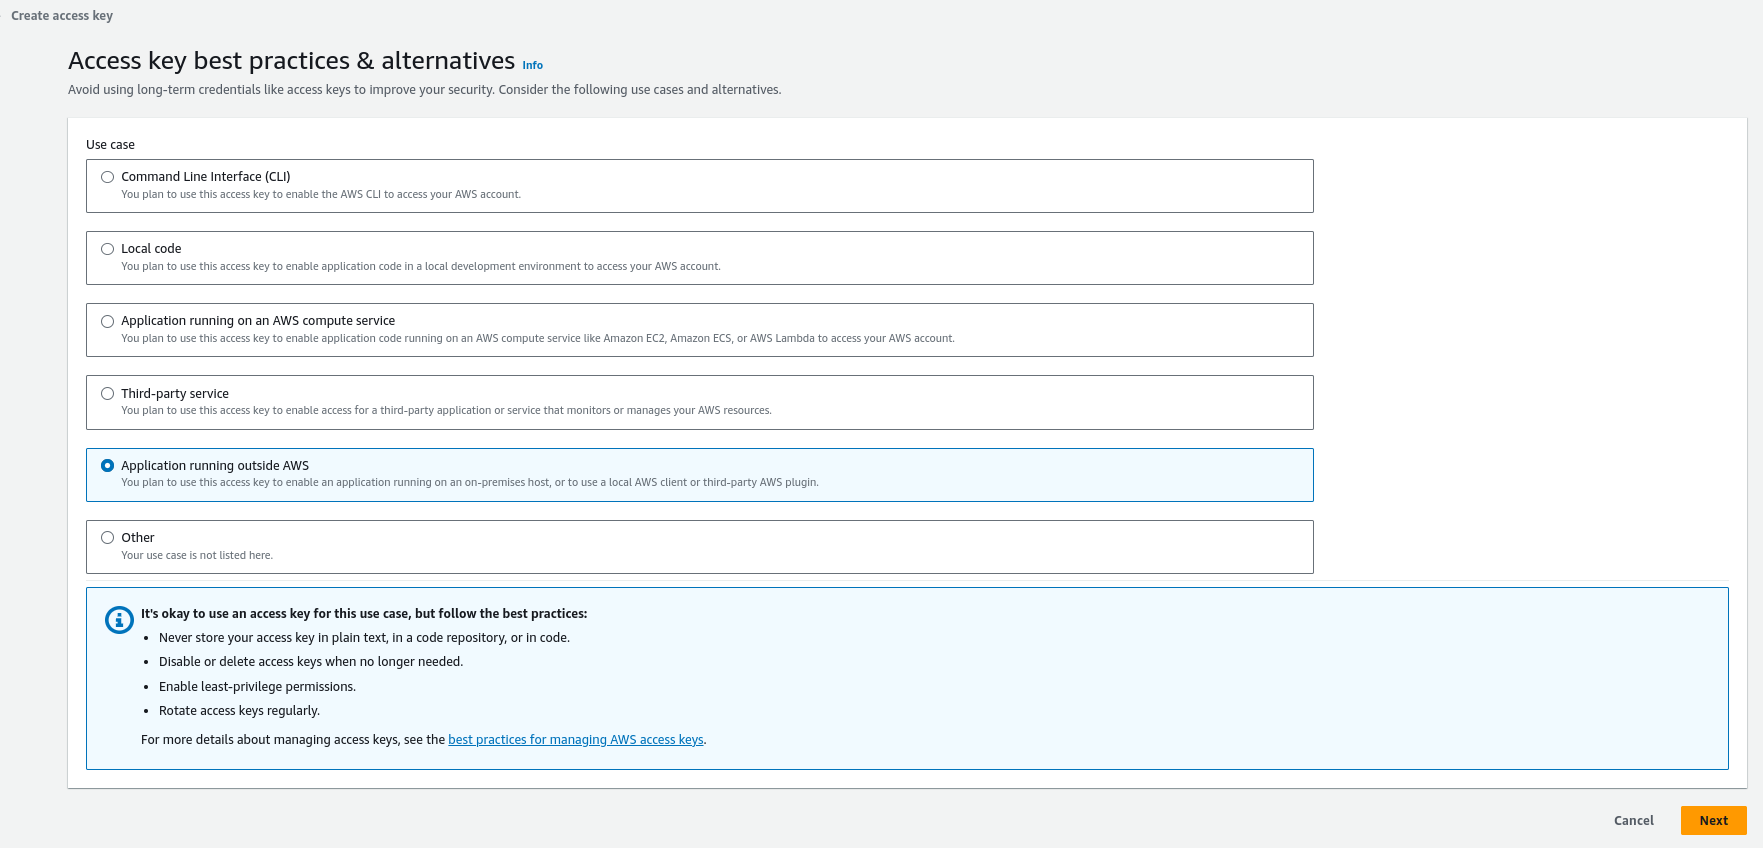 Create access key
Access key best practices & alternatives Info
Avoid using long-term credentials like access keys to improve your security. Consider the following use cases and alternatives.
Use case
Command Line Interface (CLI)
You plan to use this access key to enable the AWS CLI to access your AWS account.
Local code
You plan to use this access key to enable application code in a local development environment to access your AWS account.
Application running on an AWS compute service
You plan to use this access key to enable application code running on an AWS compute service like Amazon EC2, Amazon ECS, or AWS Lambda to access your AWS account.
Third-party service
You plan to use this access key to enable access for a third-party application or service that monitors or manages your AWS resources.
Application running outside AWS
You plan to use this access key to enable an application running on an on-premises host, or to use a local AWS client or third-party AWS plugin.
Other
Your use case is not listed here.
It's okay to use an access key for this use case, but follow the best practices:
• Never store your access key in plain text, in a code repository, or in code.
• Disable or delete access keys when no longer needed.
• Enable least-privilege permissions.
• Rotate access keys regularly.
For more details about managing access keys, see the best practices for managing AWS access keys.
Cancel
Next